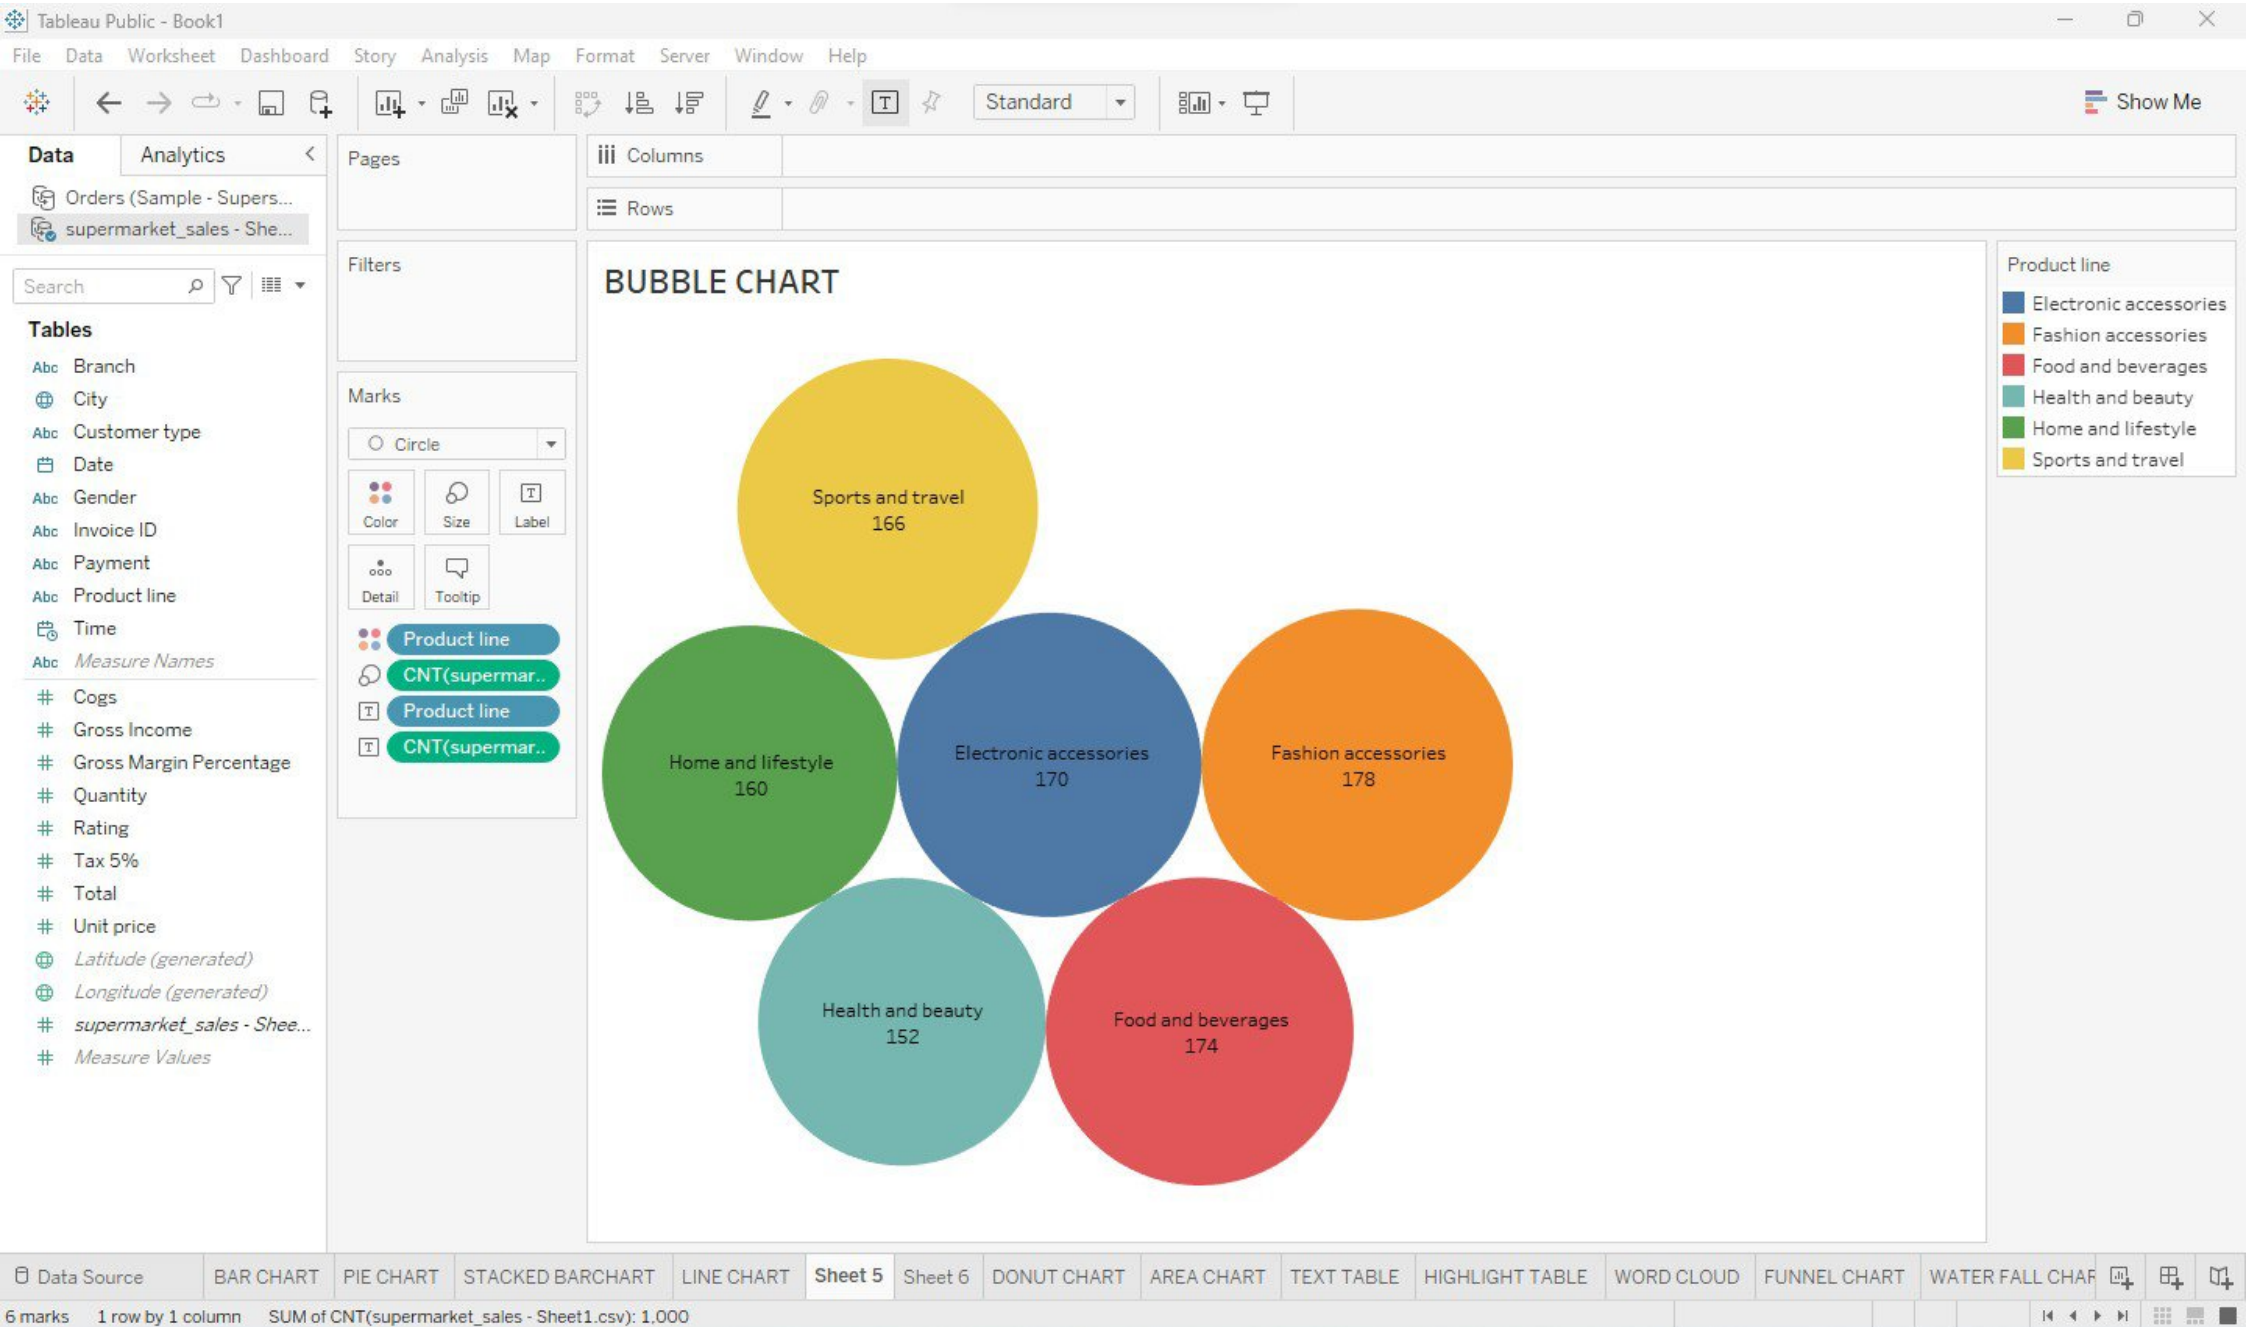 Tableau Public - Book1
File Data Worksheet Dashboard Story Analysis Map Format Server Window Help
Standard
Show Me
Data Analytics
Orders (Sample - Supers...
supermarket_sales - She...
Search
Tables
Abc Branch
City
Abc Customer type
Date
Abc Gender
Abc Invoice ID
Abc Payment
Abc Product line
Time
Abc Measure Names
# Cogs
# Gross Income
# Gross Margin Percentage
# Quantity
# Rating
# Tax 5%
# Total
# Unit price
Latitude (generated)
Longitude (generated)
# supermarket_sales - Shee...
# Measure Values
Pages
Filters
Marks
Circle
Color Size Label
Detail Tooltip
Product line
CNT(supermar..
Product line
CNT(supermar..
Columns
Rows
BUBBLE CHART
Sports and travel
166
Home and lifestyle
160
Electronic accessories
170
Fashion accessories
178
Health and beauty
152
Food and beverages
174
Product line
Electronic accessories
Fashion accessories
Food and beverages
Health and beauty
Home and lifestyle
Sports and travel
Data Source BAR CHART PIE CHART STACKED BARCHART LINE CHART Sheet 5 Sheet 6 DONUT CHART AREA CHART TEXT TABLE HIGHLIGHT TABLE WORD CLOUD FUNNEL CHART WATER FALL CHAR
6 marks 1 row by 1 column SUM of CNT(supermarket_sales - Sheet1.csv): 1,000